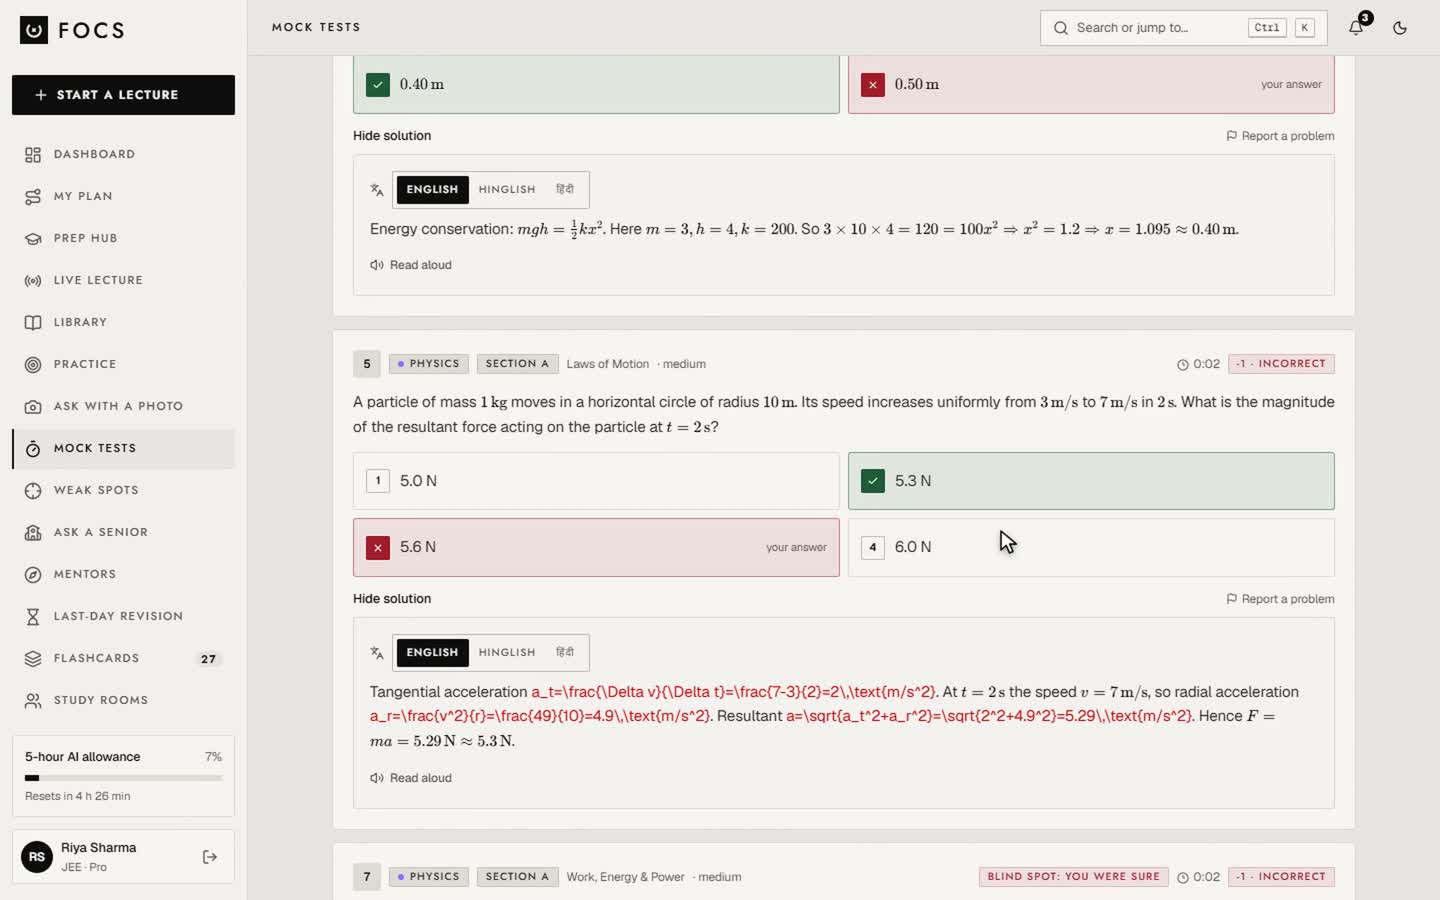 FOCS
MOCK TESTS
Search or jump to...
Ctrl
K
3
+ START A LECTURE
DASHBOARD
MY PLAN
PREP HUB
LIVE LECTURE
LIBRARY
PRACTICE
ASK WITH A PHOTO
MOCK TESTS
WEAK SPOTS
ASK A SENIOR
MENTORS
LAST-DAY REVISION
FLASHCARDS 27
STUDY ROOMS
5-hour AI allowance 7%
Resets in 4 h 26 min
RS
Riya Sharma
JEE · Pro
0.40 m
0.50 m your answer
Hide solution
Report a problem
ENGLISH HINGLISH हिंदी
Energy conservation: mgh = ½kx². Here m = 3, h = 4, k = 200. So 3 × 10 × 4 = 120 = 100x² ⇒ x² = 1.2 ⇒ x = 1.095 ≈ 0.40 m.
Read aloud
5 PHYSICS SECTION A Laws of Motion · medium 0:02 -1 · INCORRECT
A particle of mass 1 kg moves in a horizontal circle of radius 10 m. Its speed increases uniformly from 3 m/s to 7 m/s in 2 s. What is the magnitude
of the resultant force acting on the particle at t = 2 s?
1 5.0 N
5.3 N
5.6 N your answer
4 6.0 N
Hide solution
Report a problem
ENGLISH HINGLISH हिंदी
Tangential acceleration a_t=\frac{\Delta v}{\Delta t}=\frac{7-3}{2}=2\,\text{m/s^2}. At t = 2 s the speed v = 7 m/s, so radial acceleration
a_r=\frac{v^2}{r}=\frac{49}{10}=4.9\,\text{m/s^2}. Resultant a=\sqrt{a_t^2+a_r^2}=\sqrt{2^2+4.9^2}=5.29\,\text{m/s^2}. Hence F =
ma = 5.29 N ≈ 5.3 N.
Read aloud
7 PHYSICS SECTION A Work, Energy & Power · medium BLIND SPOT: YOU WERE SURE 0:02 -1 · INCORRECT